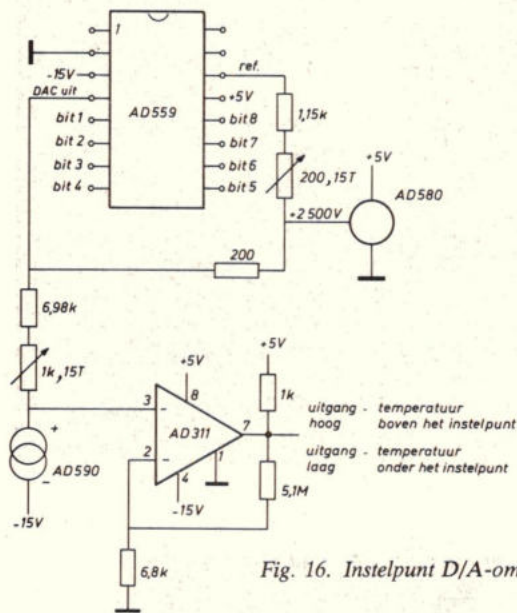 1
-15V
DAC uit
bit 1
bit 2
bit 3
bit 4
AD559
ref.
+5V
bit 8
bit 7
bit 6
bit 5
1,15k
200, 15T
+2500V
+5V
AD580
200
6,98k
1k, 15T
+
AD590
-
-15V
+5V
3
-
8
AD311
7
2
-
4
1
-15V
+5V
1k
5,1M
6,8k
uitgang - temperatuur
hoog boven het instelpunt
uitgang - temperatuur
laag onder het instelpunt
Fig. 16. Instelpunt D/A-om